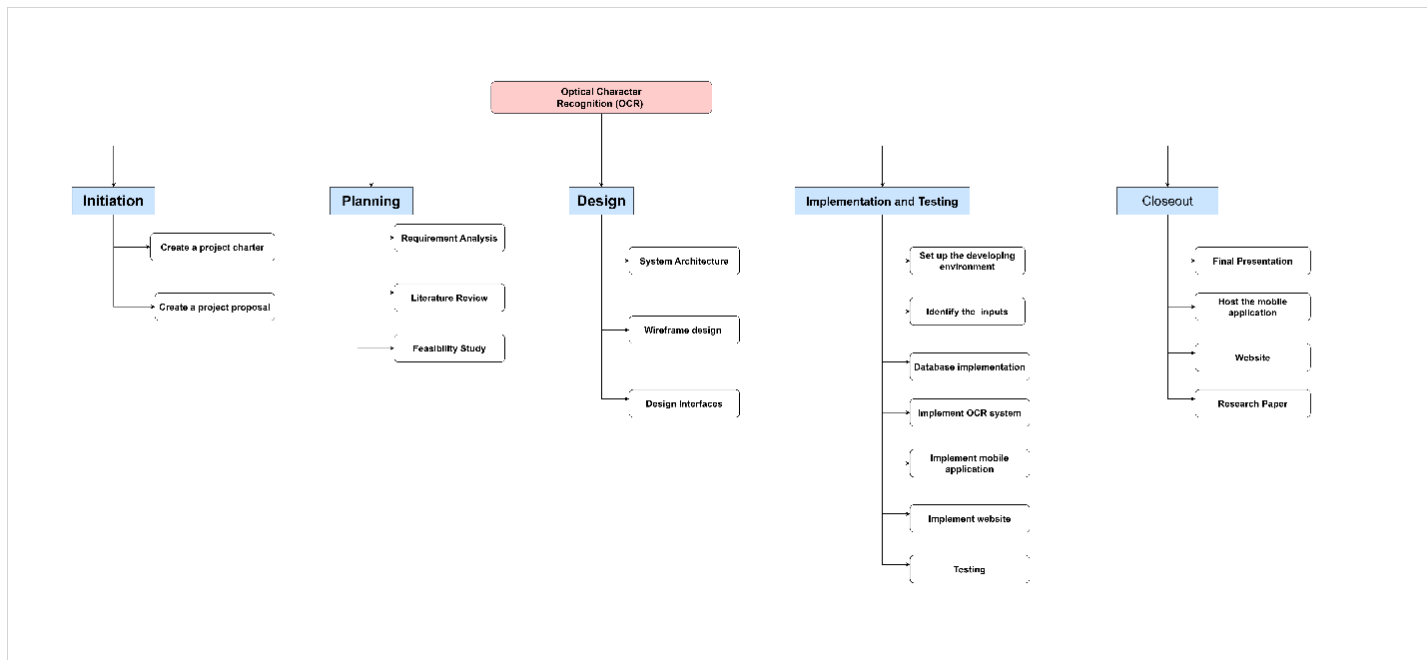 Optical Character
Recognition (OCR)
Initiation
Create a project charter
Create a project proposal
Planning
Requirement Analysis
Literature Review
Feasibility Study
Design
System Architecture
Wireframe design
Design Interfaces
Implementation and Testing
Set up the developing
environment
Identify the inputs
Database implementation
Implement OCR system
Implement mobile
application
Implement website
Testing
Closeout
Final Presentation
Host the mobile
application
Website
Research Paper